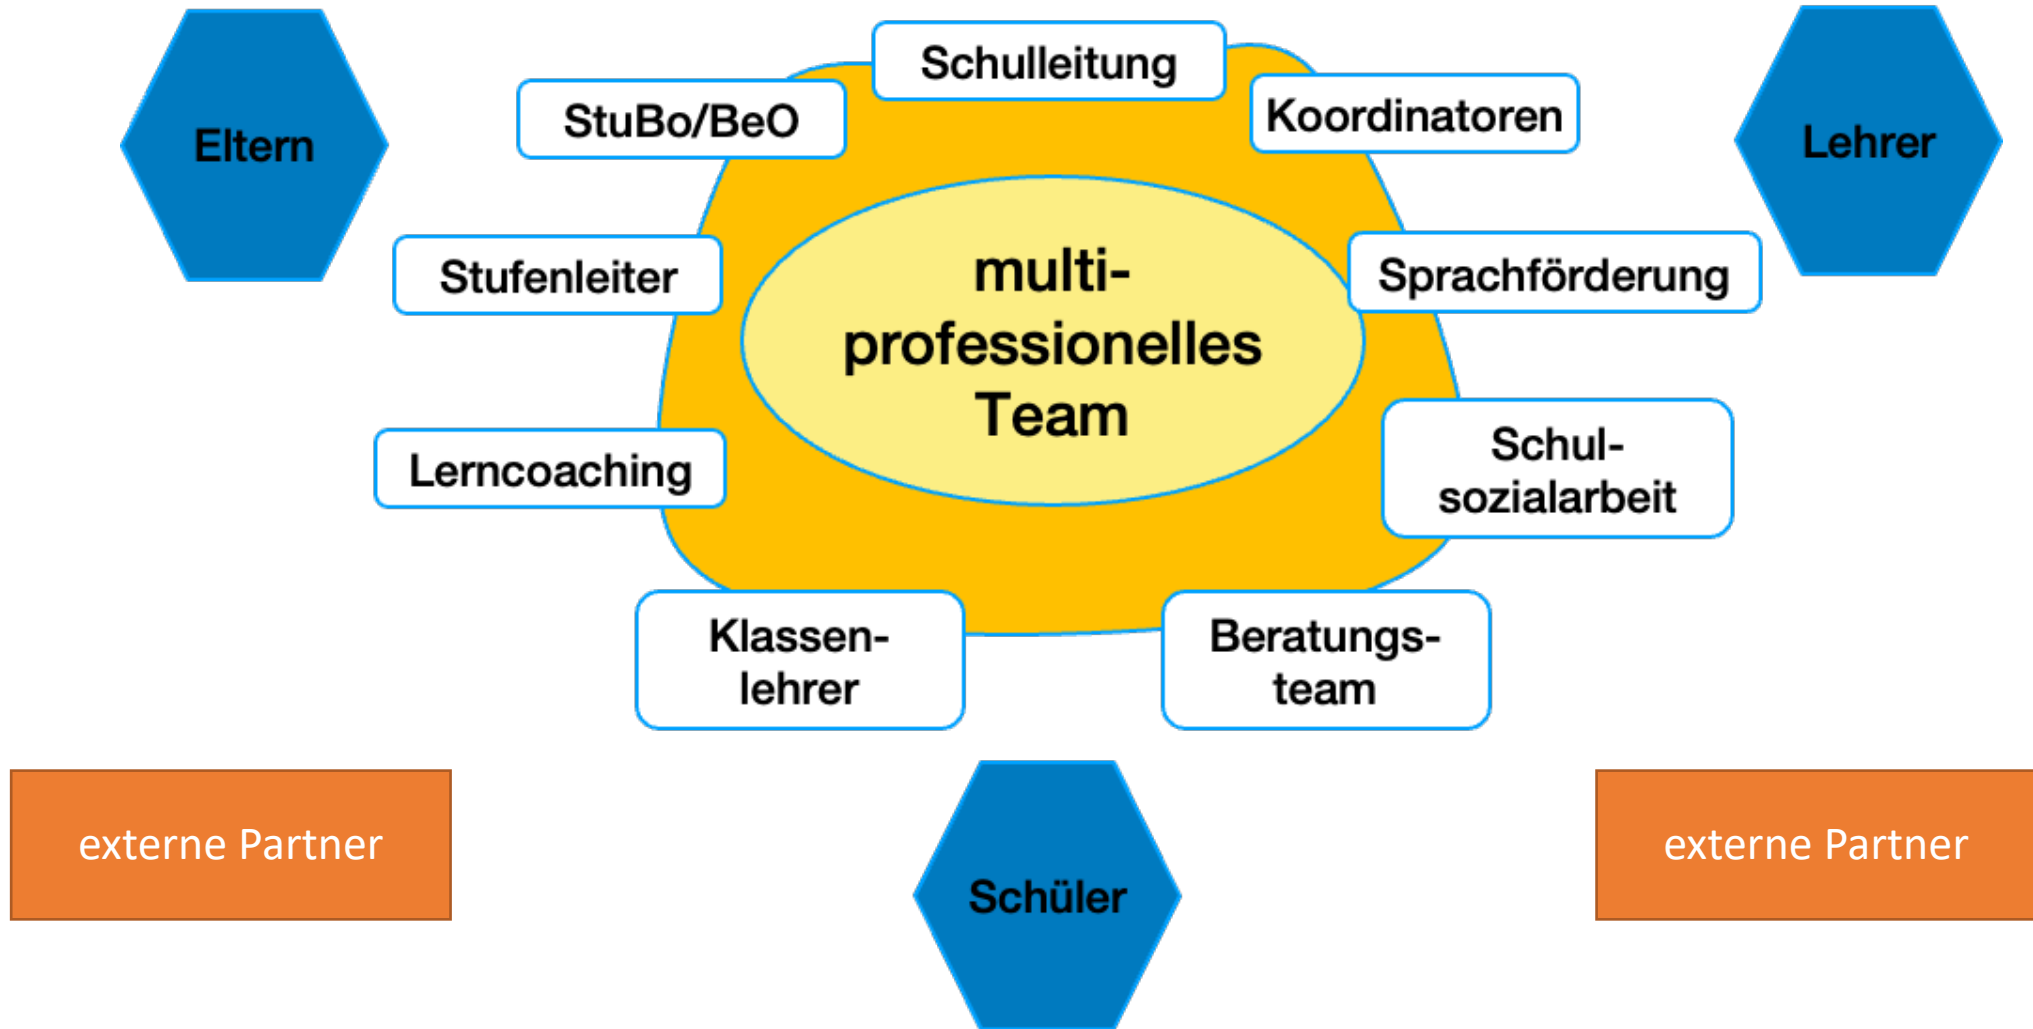 Schulleitung
StuBo/BeO
Koordinatoren
Eltern
Lehrer
Stufenleiter
multi-
professionelles
Team
Sprachförderung
Lerncoaching
Schul-
sozialarbeit
Klassen-
lehrer
Beratungs-
team
externe Partner
Schüler
externe Partner